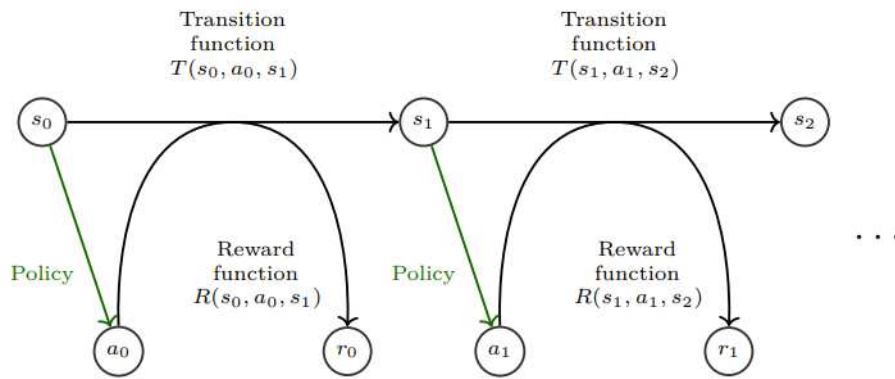 Transition
function
T(s₀, a₀, s₁)
Transition
function
T(s₁, a₁, s₂)
s₀
s₁
s₂
Policy
Reward
function
R(s₀, a₀, s₁)
Policy
Reward
function
R(s₁, a₁, s₂)
. . .
a₀
r₀
a₁
r₁